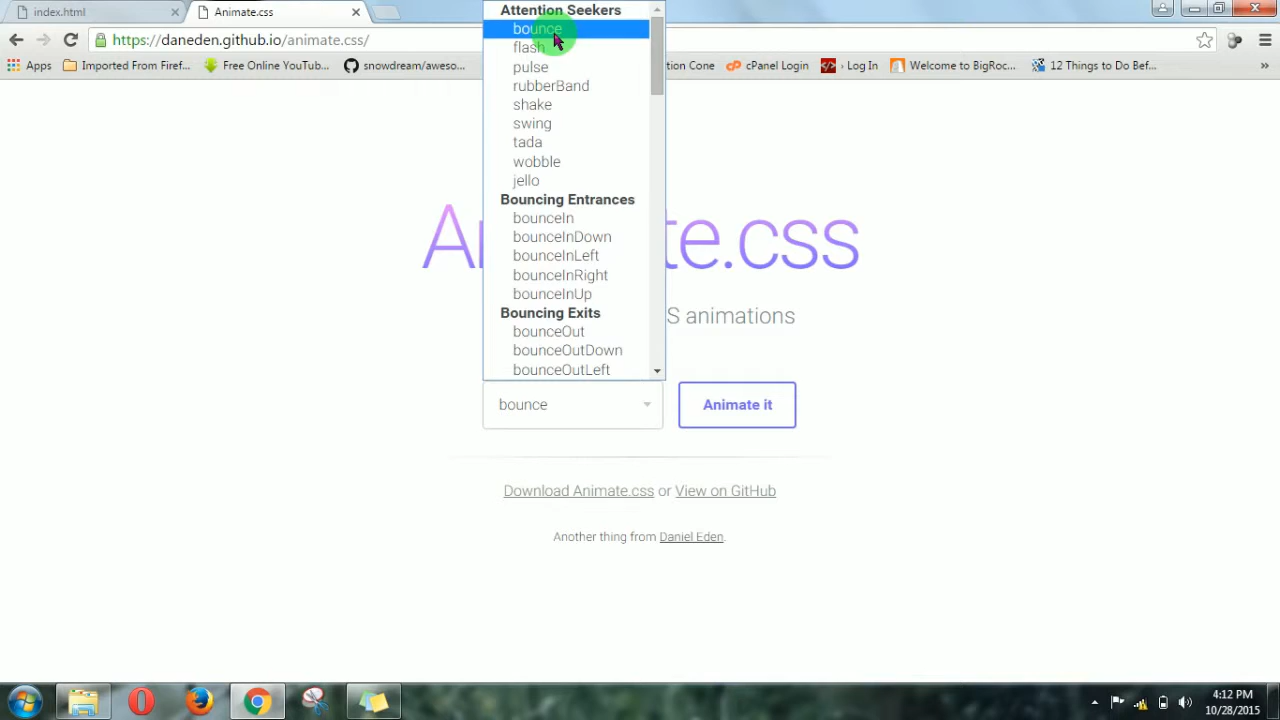 index.html
Animate.css
https://daneden.github.io/animate.css/
Apps
Imported From Firef...
Free Online YouTub...
snowdream/aweso...
tion Cone
cPanel Login
Log In
Welcome to BigRoc...
12 Things to Do Bef...
»
Attention Seekers
bounce
flash
pulse
rubberBand
shake
swing
tada
wobble
jello
Bouncing Entrances
bounceIn
bounceInDown
bounceInLeft
bounceInRight
bounceInUp
Bouncing Exits
bounceOut
bounceOutDown
bounceOutLeft
te.css
S animations
bounce
Animate it
Download Animate.css or View on GitHub
Another thing from Daniel Eden.
4:12 PM
10/28/2015